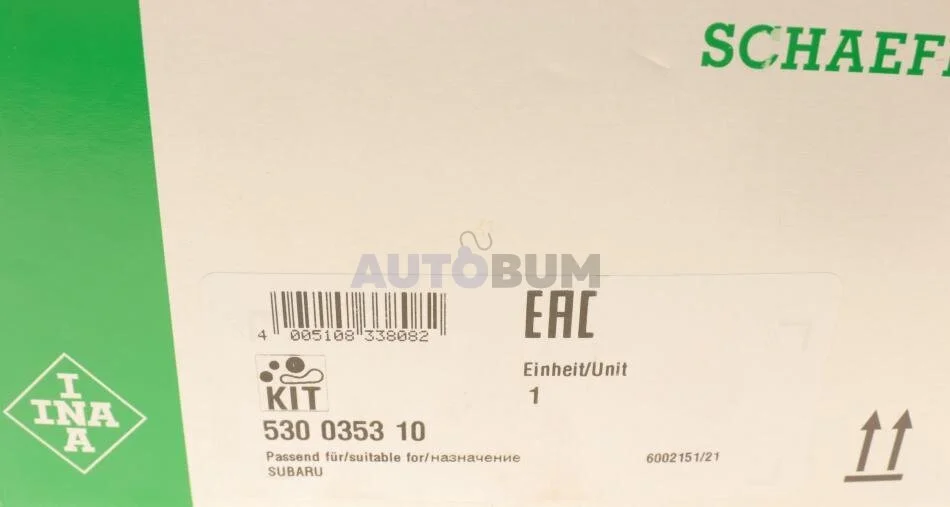 SCHAEFF
AUTOBUM
EAC
4 005108 338082
Einheit/Unit
1
KIT
530 0353 10
Passend für/suitable for/назначение
SUBARU
6002151/21
INA
INA